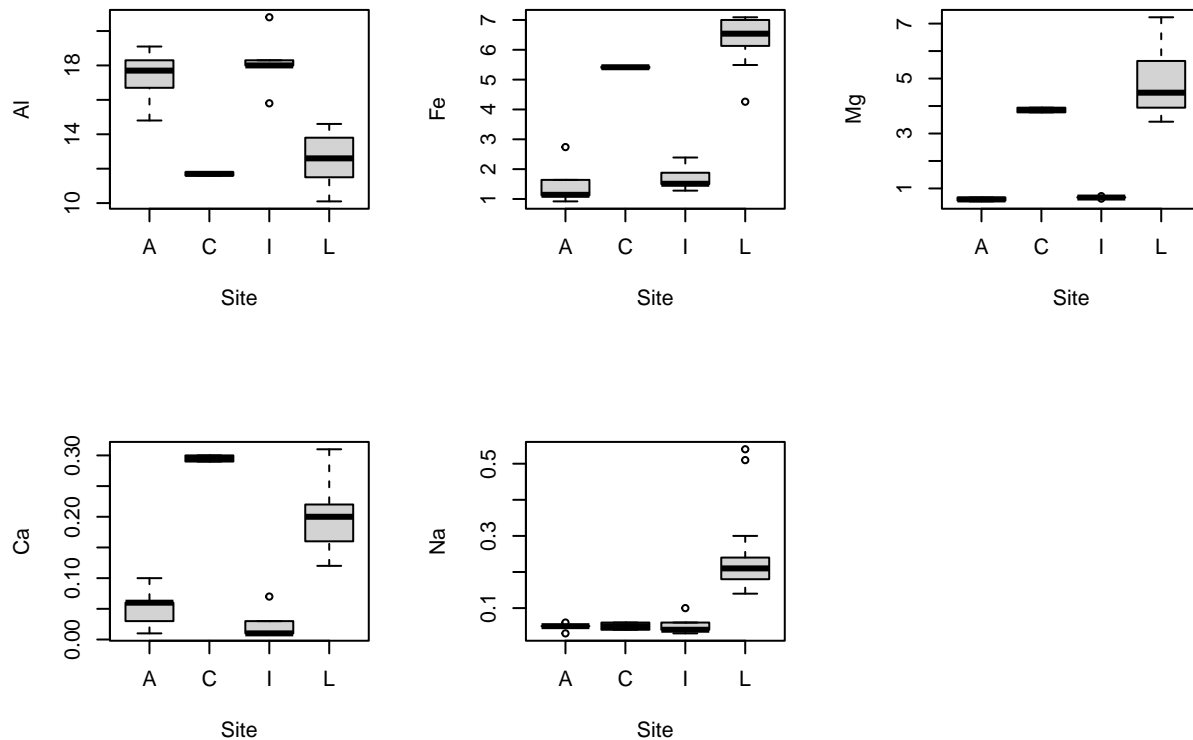 Al
10 14 18
A C I L
Site
Fe
1 2 3 4 5 6 7
A C I L
Site
Mg
1 3 5 7
A C I L
Site
Ca
0.00 0.10 0.20 0.30
A C I L
Site
Na
0.1 0.3 0.5
A C I L
Site